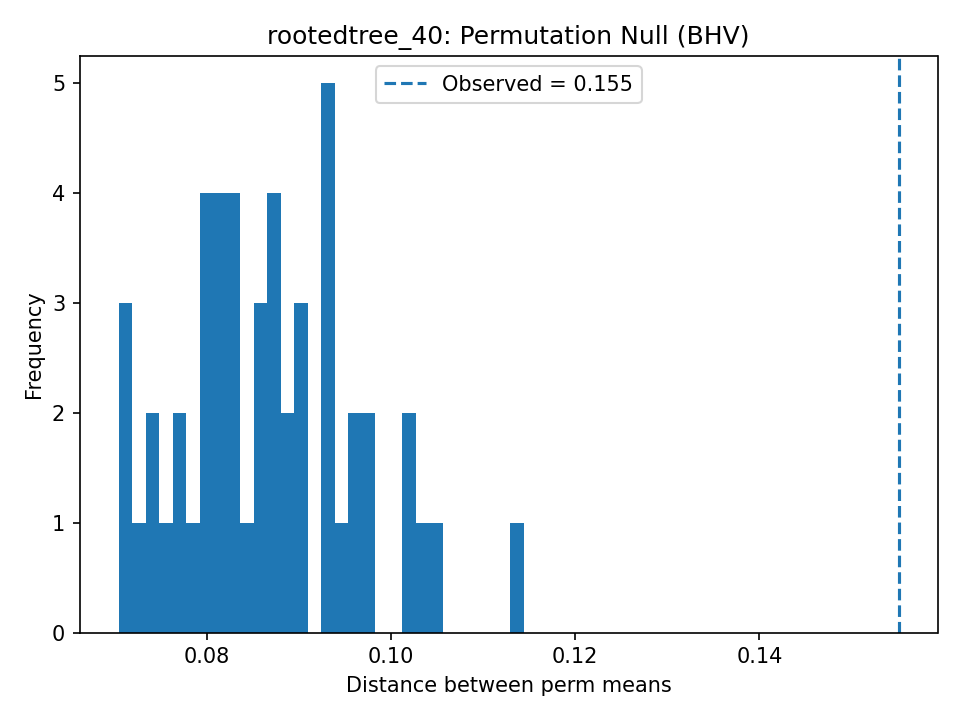 rootedtree_40: Permutation Null (BHV)
Observed = 0.155
5
4
3
2
1
0
Frequency
0.08 0.10 0.12 0.14
Distance between perm means